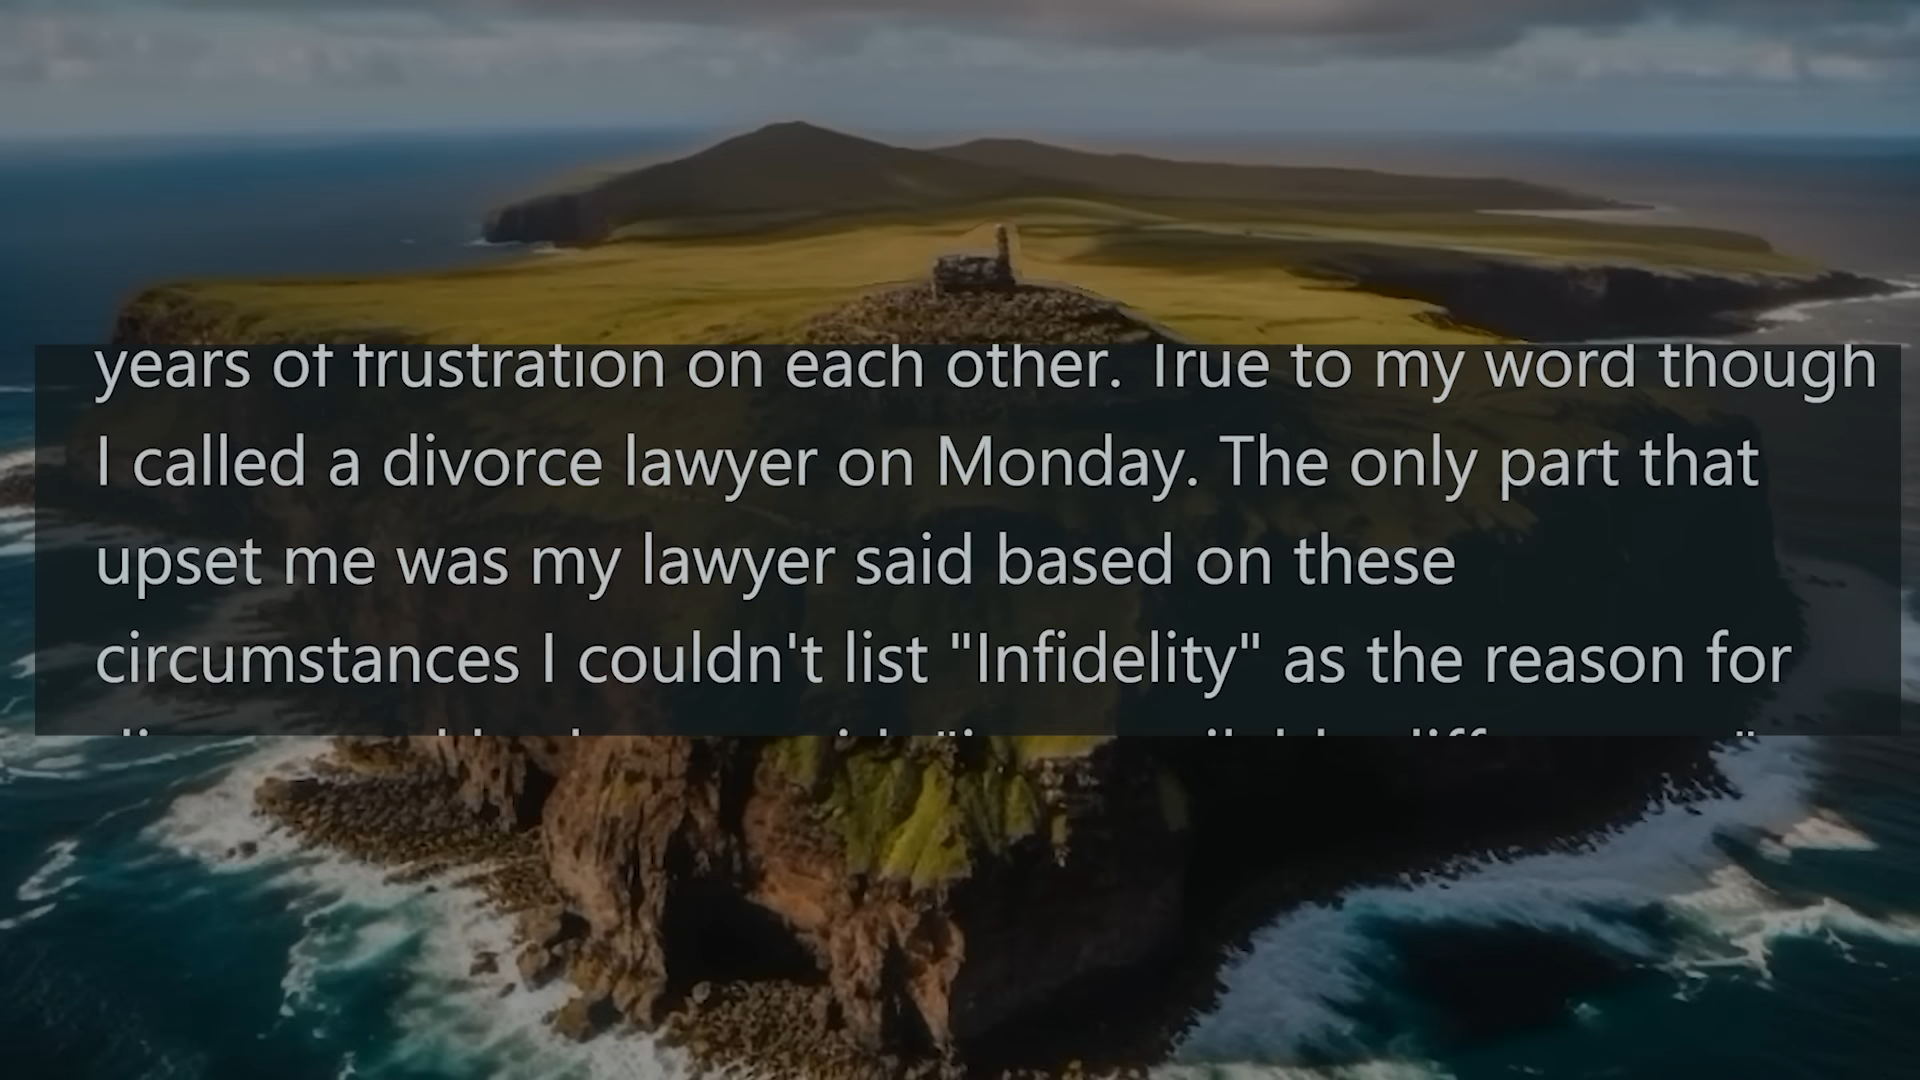 years of frustration on each other. True to my word though
I called a divorce lawyer on Monday. The only part that
upset me was my lawyer said based on these
circumstances I couldn't list "Infidelity" as the reason for